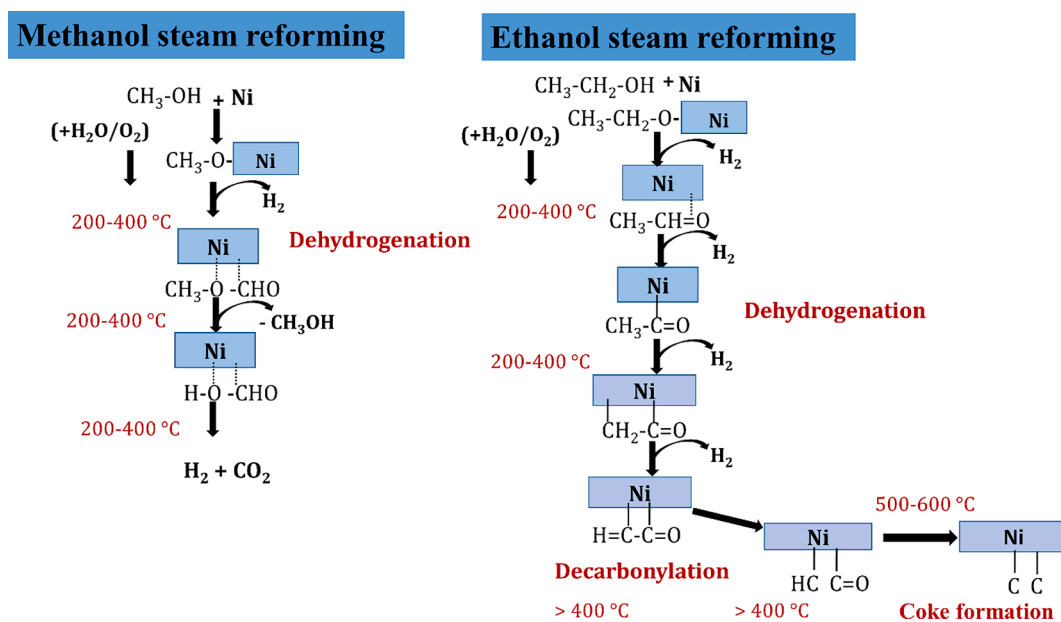 Methanol steam reforming
CH₃-OH + Ni
(+H₂O/O₂)
CH₃-O- Ni
H₂
200-400 °C
Dehydrogenation
Ni
CH₃-O -CHO
200-400 °C
- CH₃OH
Ni
H-O -CHO
200-400 °C
H₂ + CO₂
Ethanol steam reforming
CH₃-CH₂-OH + Ni
CH₃-CH₂-O- Ni
(+H₂O/O₂)
H₂
Ni
200-400 °C
CH₃-CH=O
H₂
Ni
Dehydrogenation
CH₃-C=O
200-400 °C
H₂
Ni
CH₂-C=O
H₂
Ni
H=C-C=O
Decarbonylation
> 400 °C
Ni
HC C=O
> 400 °C
500-600 °C
Ni
C C
Coke formation